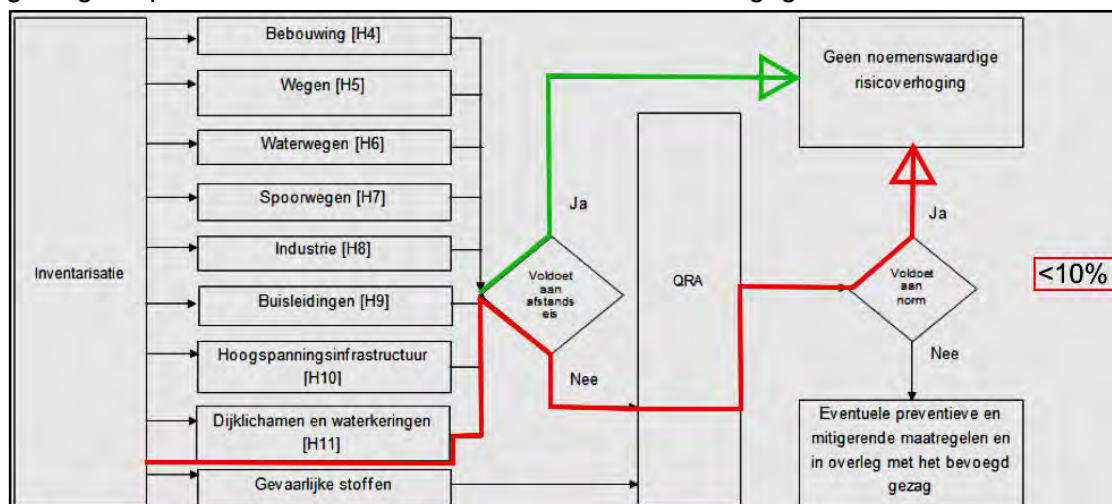 Bebouwing [H4]
Wegen [H5]
Waterwegen [H6]
Spoorwegen [H7]
Industrie [H8]
Inventarisatie
Buisleidingen [H9]
Hoogspanningsinfrastructuur
[H10]
Dijklichamen en waterkeringen
[H11]
Gevaarlijke stoffen
Ja
Voldoet
aan
afstands
eis
Nee
QRA
Geen noemenswaardige
risicoverhoging
Ja
Voldoet
aan
norm
<10%
Nee
Eventuele preventieve en
mitigerende maatregelen en
in overleg met het bevoegd
gezag